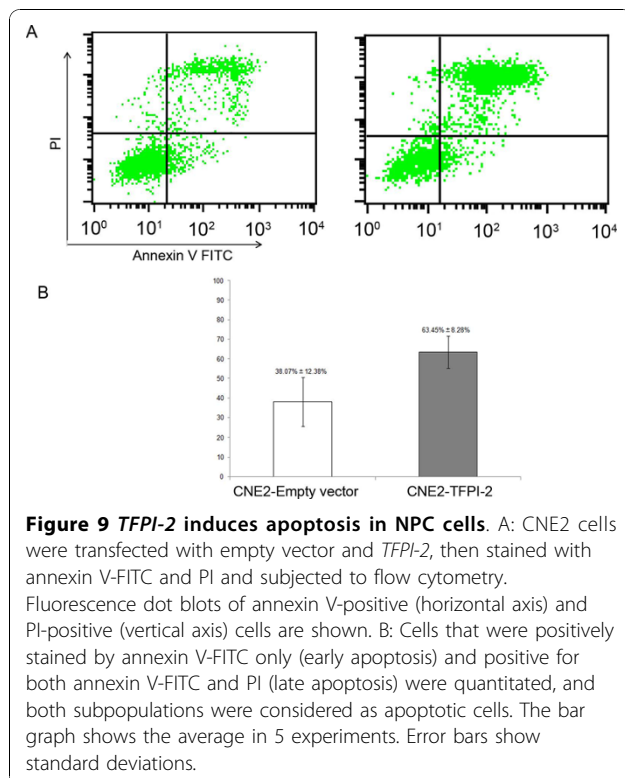 A
PI
10⁰ 10¹ 10² 10³ 10⁴
10⁰ 10¹ 10² 10³ 10⁴
Annexin V FITC
B
100
90
80
70
60
50
40
30
20
10
0
38.07% ± 12.38%
63.45% ± 8.28%
CNE2-Empty vector
CNE2-TFPI-2
Figure 9 TFPI-2 induces apoptosis in NPC cells. A: CNE2 cells
were transfected with empty vector and TFPI-2, then stained with
annexin V-FITC and PI and subjected to flow cytometry.
Fluorescence dot blots of annexin V-positive (horizontal axis) and
PI-positive (vertical axis) cells are shown. B: Cells that were positively
stained by annexin V-FITC only (early apoptosis) and positive for
both annexin V-FITC and PI (late apoptosis) were quantitated, and
both subpopulations were considered as apoptotic cells. The bar
graph shows the average in 5 experiments. Error bars show
standard deviations.